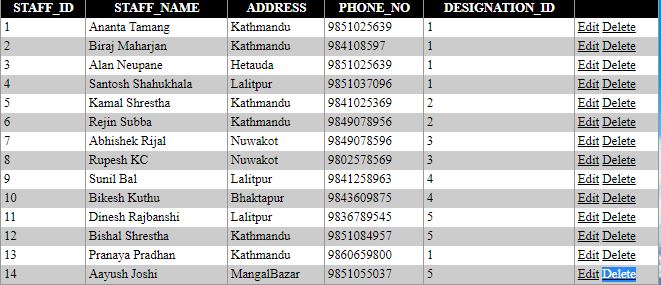 STAFF_ID STAFF_NAME ADDRESS PHONE_NO DESIGNATION_ID
1 Ananta Tamang Kathmandu 9851025639 1 Edit Delete
2 Biraj Maharjan Kathmandu 984108597 1 Edit Delete
3 Alan Neupane Hetauda 9851025639 1 Edit Delete
4 Santosh Shahukhala Lalitpur 9851037096 1 Edit Delete
5 Kamal Shrestha Kathmandu 9841025369 2 Edit Delete
6 Rejin Subba Kathmandu 9849078956 2 Edit Delete
7 Abhishek Rijal Nuwakot 9849078596 3 Edit Delete
8 Rupesh KC Nuwakot 9802578569 3 Edit Delete
9 Sunil Bal Lalitpur 9841258963 4 Edit Delete
10 Bikesh Kuthu Bhaktapur 9843609875 4 Edit Delete
11 Dinesh Rajbanshi Lalitpur 9836789545 5 Edit Delete
12 Bishal Shrestha Kathmandu 9851084957 5 Edit Delete
13 Pranaya Pradhan Kathmandu 9860659800 1 Edit Delete
14 Aayush Joshi MangalBazar 9851055037 5 Edit Delete